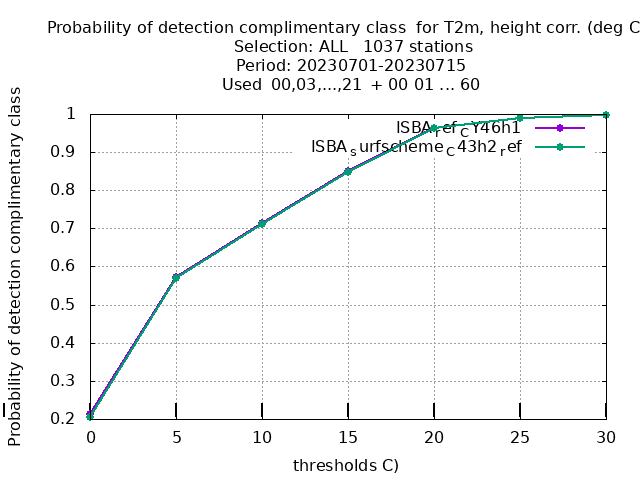 Probability of detection complimentary class  for T2m, height corr. (deg C
Selection: ALL   1037 stations
Period: 20230701-20230715
Used  00,03,...,21  + 00 01 ... 60
Probability of detection complimentary class
1
0.9
0.8
0.7
0.6
0.5
0.4
0.3
0.2
ISBA_ref_CY46h1
ISBA_surfscheme_C43h2_ref
0 5 10 15 20 25 30
thresholds C)